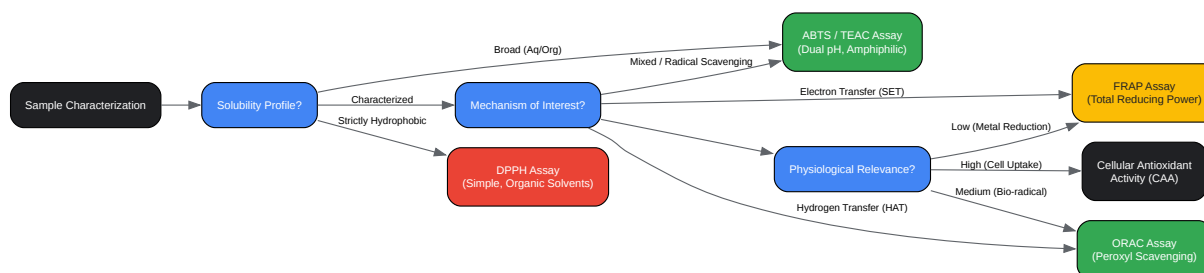 Sample Characterization
Solubility Profile?
Broad (Aq/Org)
Characterized
Strictly Hydrophobic
Mechanism of Interest?
DPPH Assay
(Simple, Organic Solvents)
Mixed / Radical Scavenging
ABTS / TEAC Assay
(Dual pH, Amphiphilic)
Electron Transfer (SET)
Physiological Relevance?
Hydrogen Transfer (HAT)
Low (Metal Reduction)
High (Cell Uptake)
Medium (Bio-radical)
FRAP Assay
(Total Reducing Power)
Cellular Antioxidant
Activity (CAA)
ORAC Assay
(Peroxyl Scavenging)